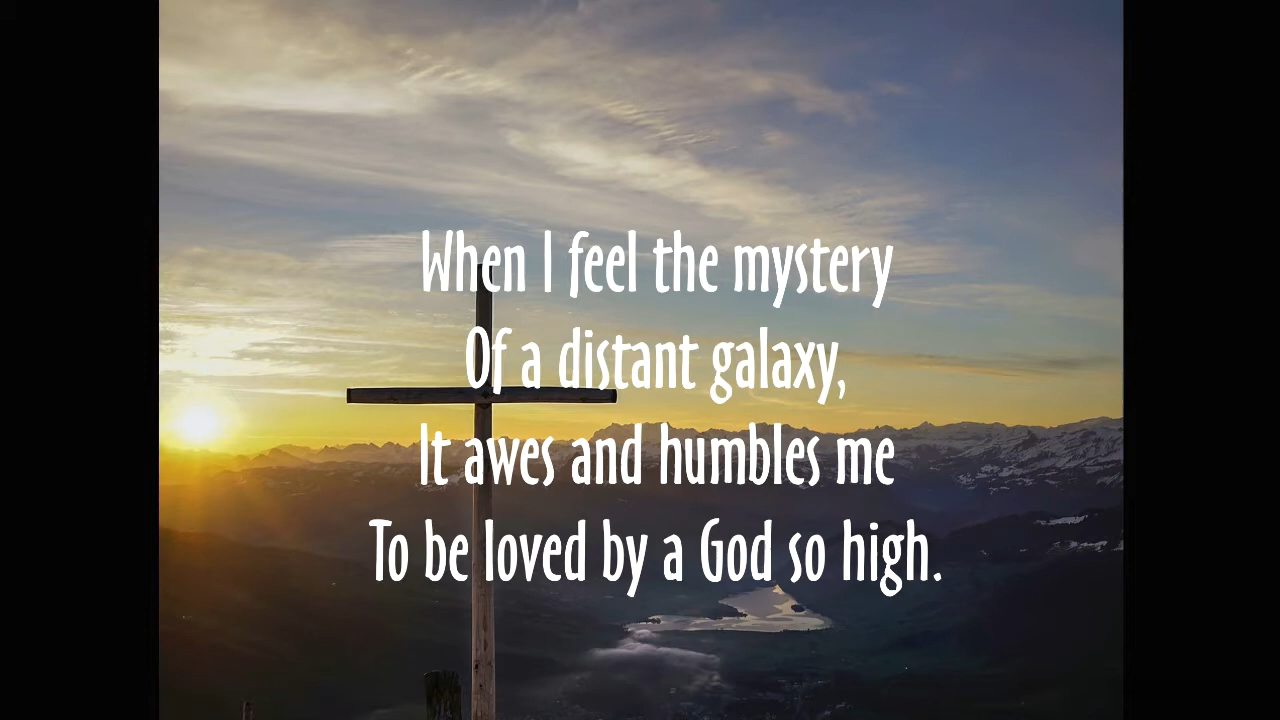 When I feel the mystery
Of a distant galaxy,
It awes and humbles me
To be loved by a God so high.